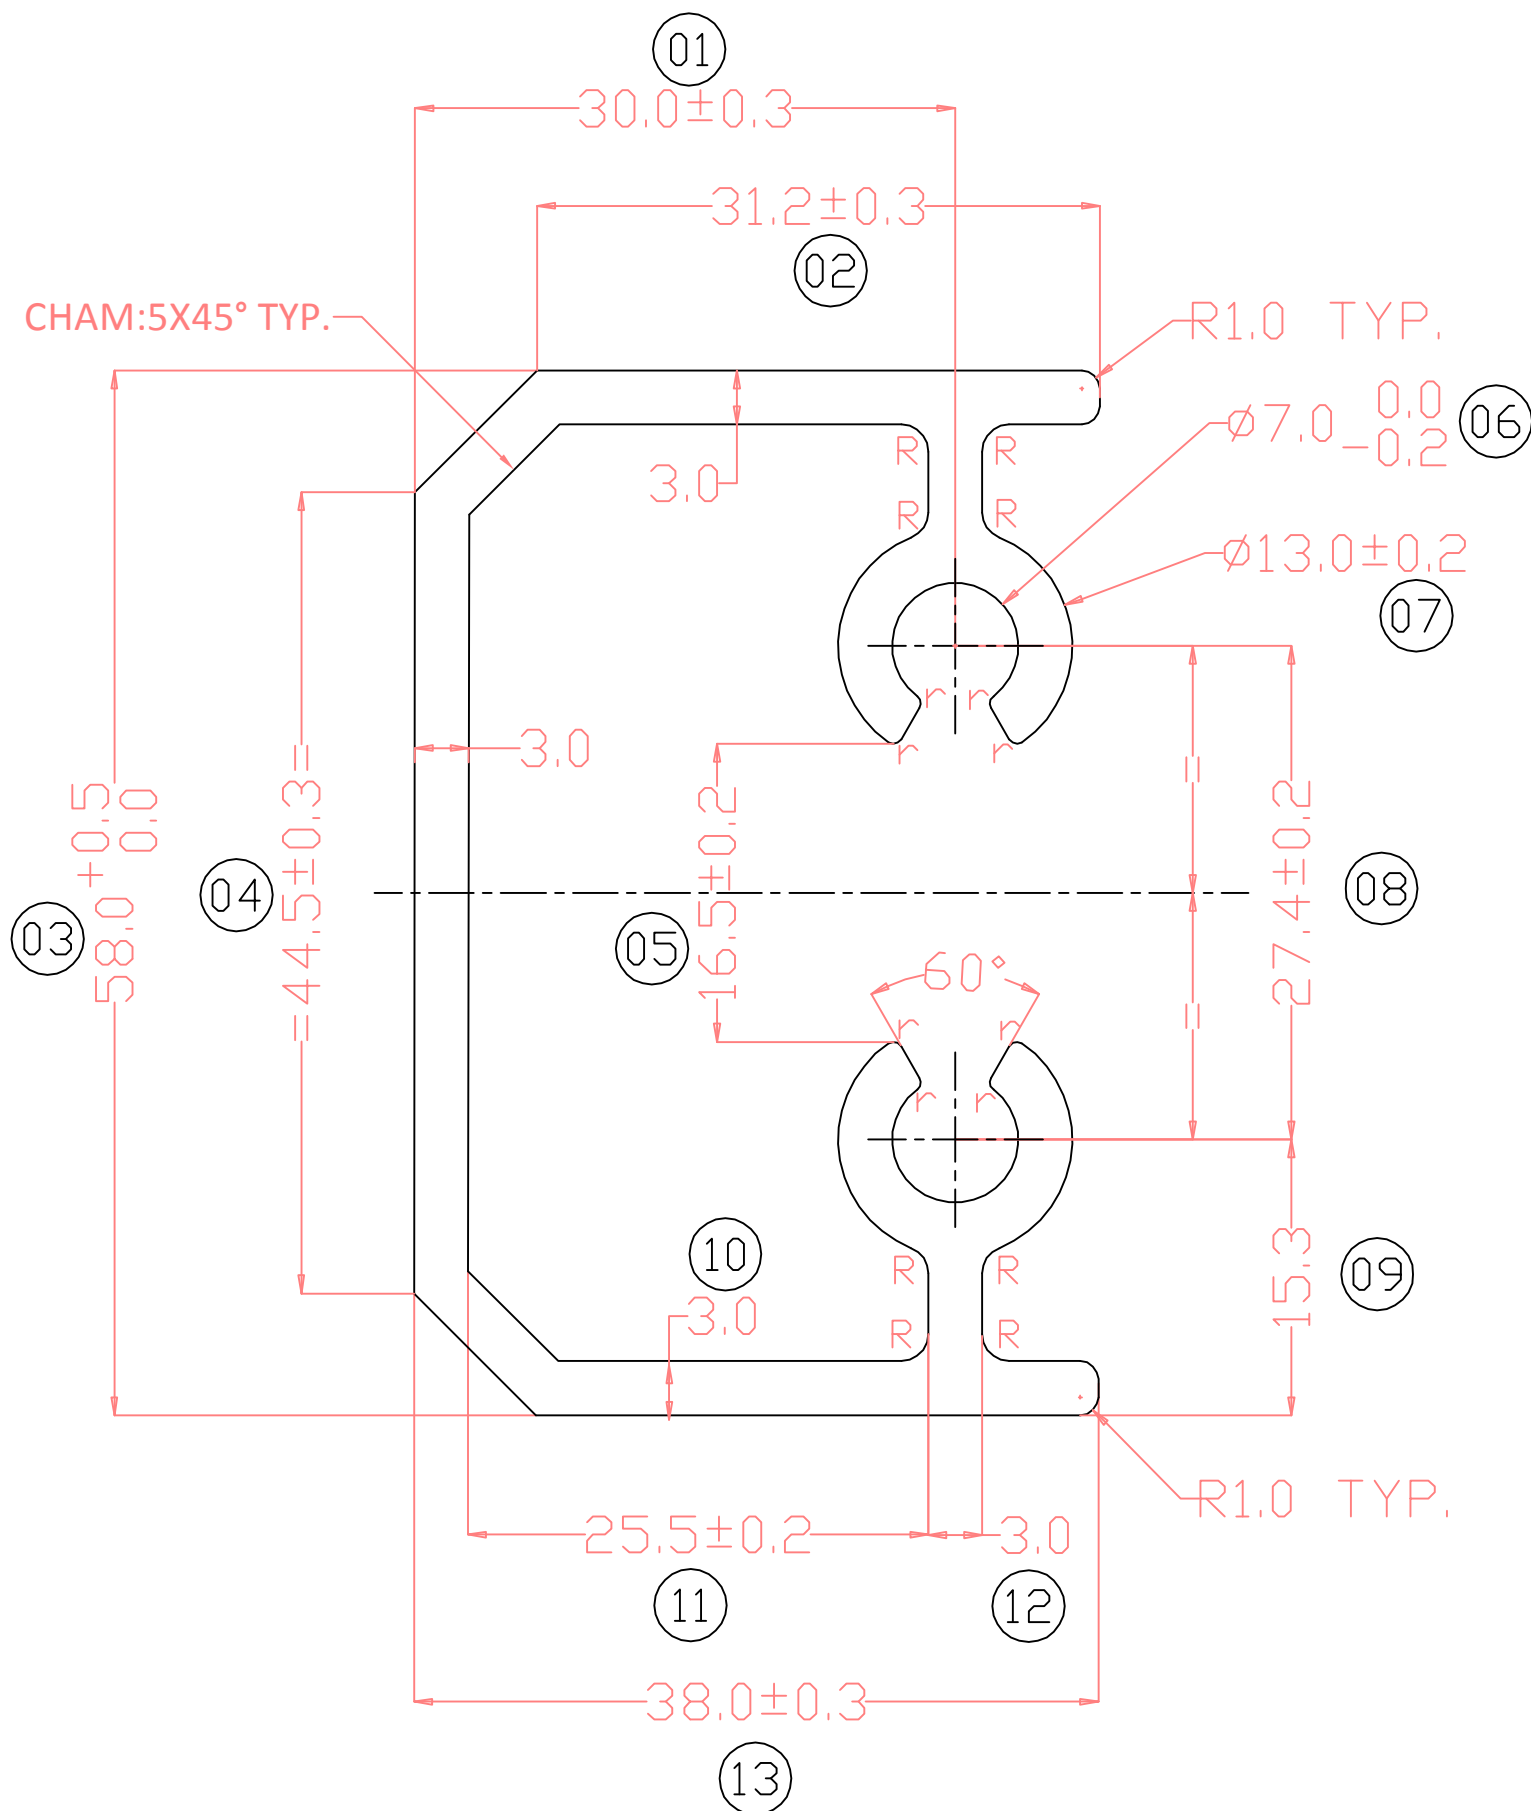 01
30.0±0.3
31.2±0.3
02
CHAM:5X45° TYP.
R1.0 TYP.
Ø7.0 0.0
-0.2
06
3.0
R R
R R
Ø13.0±0.2
07
r r
r r
3.0
=
58.0 +0.5
0.0
03
=44.5±0.3=
04
16.5±0.2
05
27.4±0.2
08
60°
=
r r
r r
10
3.0
R R
R R
15.3
09
R1.0 TYP.
25.5±0.2
3.0
11
12
38.0±0.3
13